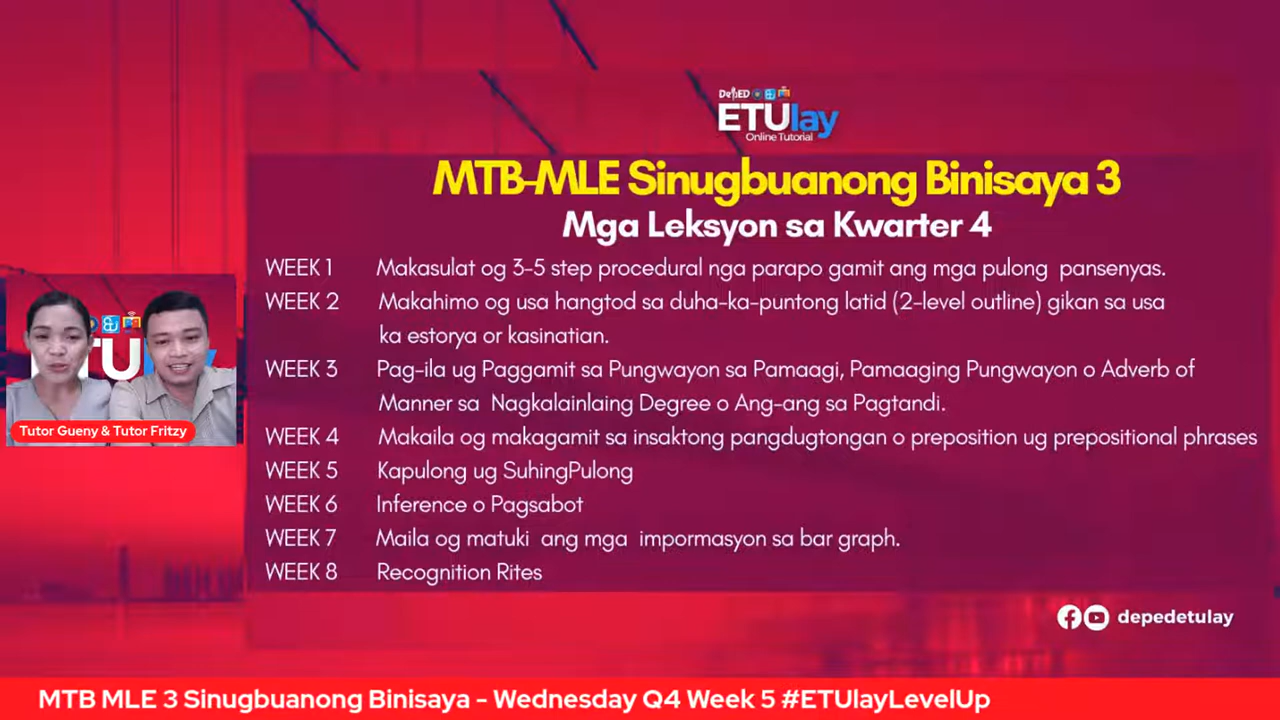 DepED
ETUlay
Online Tutorial
MTB-MLE Sinugbuanong Binisaya 3
Mga Leksyon sa Kwarter 4
WEEK 1 Makasulat og 3-5 step procedural nga parapo gamit ang mga pulong pansenyas.
WEEK 2 Makahimo og usa hangtod sa duha-ka-puntong latid (2-level outline) gikan sa usa
ka estorya or kasinatian.
WEEK 3 Pag-ila ug Paggamit sa Pungwayon sa Pamaagi, Pamaaging Pungwayon o Adverb of
Manner sa Nagkalainlaing Degree o Ang-ang sa Pagtandi.
WEEK 4 Makaila og makagamit sa insaktong pangdugtongan o preposition ug prepositional phrases
WEEK 5 Kapulong ug SuhingPulong
WEEK 6 Inference o Pagsabot
WEEK 7 Maila og matuki ang mga impormasyon sa bar graph.
WEEK 8 Recognition Rites
Tutor Gueny & Tutor Fritzy
depedetulay
MTB MLE 3 Sinugbuanong Binisaya - Wednesday Q4 Week 5 #ETUlayLevelUp